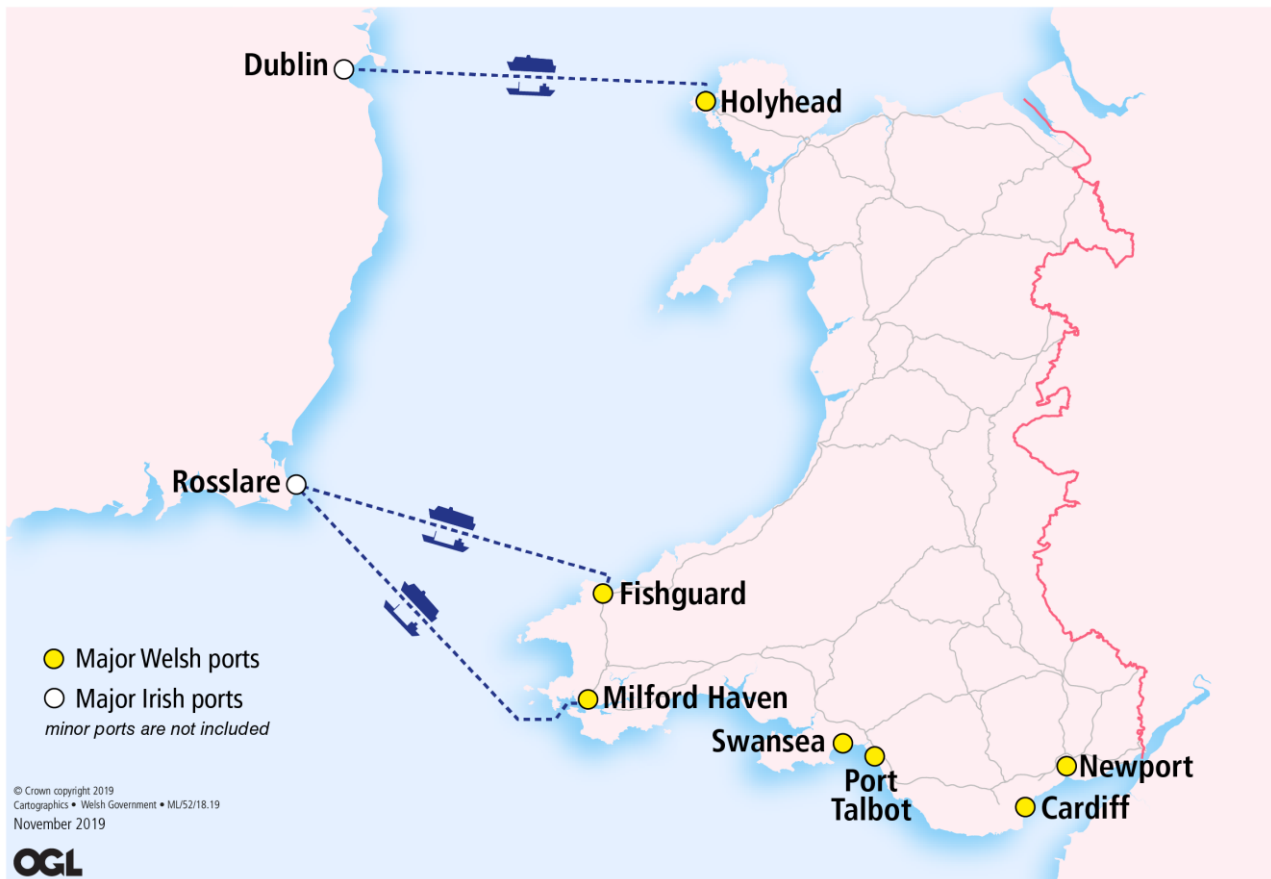 Dublin
Holyhead
Rosslare
Fishguard
Major Welsh ports
Major Irish ports
minor ports are not included
Milford Haven
Swansea
Port
Talbot
Newport
Cardiff
© Crown copyright 2019
Cartographics • Welsh Government • ML/52/18.19
November 2019
OGL